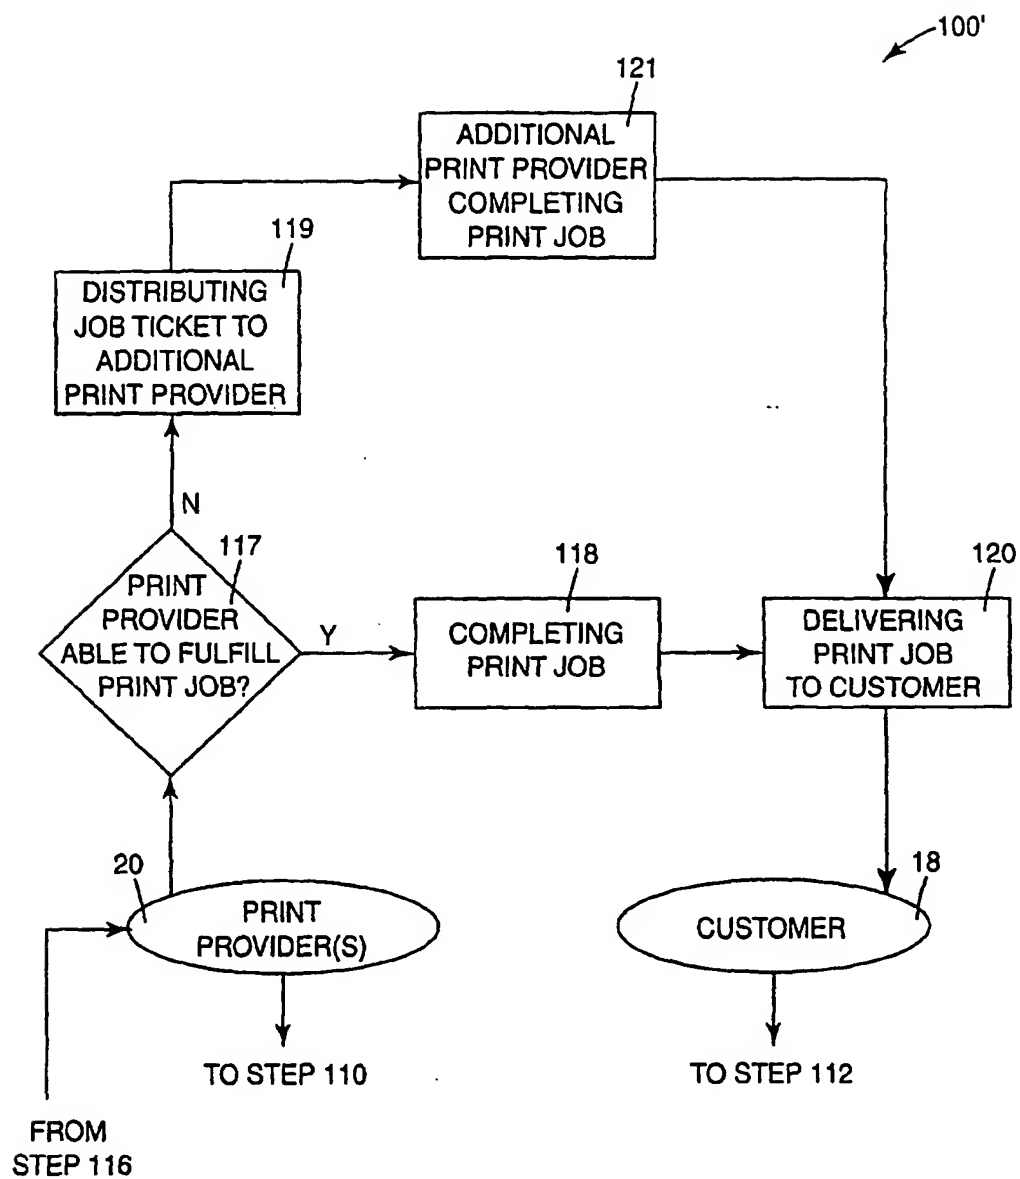 100'
121
ADDITIONAL
PRINT PROVIDER
COMPLETING
PRINT JOB
119
DISTRIBUTING
JOB TICKET TO
ADDITIONAL
PRINT PROVIDER
N
117
PRINT
PROVIDER
ABLE TO FULFILL
PRINT JOB?
Y
118
COMPLETING
PRINT JOB
120
DELIVERING
PRINT JOB
TO CUSTOMER
20
PRINT
PROVIDER(S)
18
CUSTOMER
TO STEP 110
TO STEP 112
FROM
STEP 116